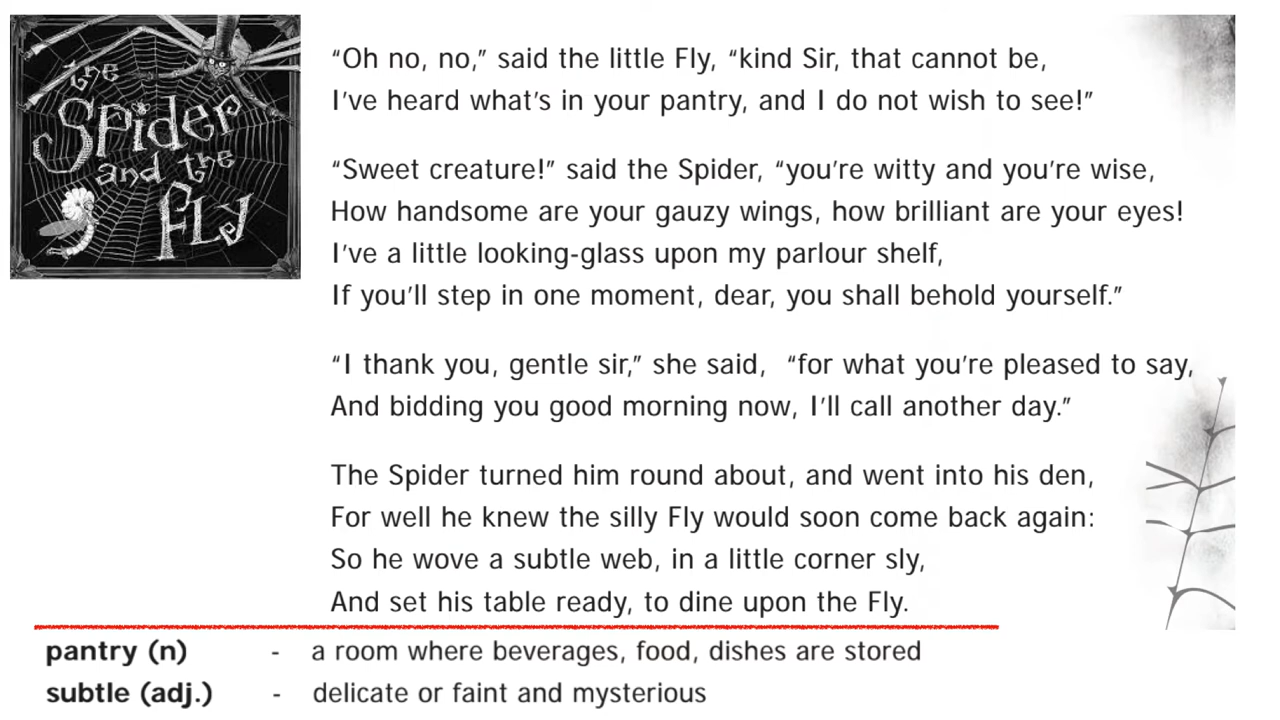 the
Spider
and the
Fly
“Oh no, no,” said the little Fly, “kind Sir, that cannot be,
I’ve heard what’s in your pantry, and I do not wish to see!”
“Sweet creature!” said the Spider, “you’re witty and you’re wise,
How handsome are your gauzy wings, how brilliant are your eyes!
I’ve a little looking-glass upon my parlour shelf,
If you’ll step in one moment, dear, you shall behold yourself.”
“I thank you, gentle sir,” she said,  “for what you’re pleased to say,
And bidding you good morning now, I’ll call another day.”
The Spider turned him round about, and went into his den,
For well he knew the silly Fly would soon come back again:
So he wove a subtle web, in a little corner sly,
And set his table ready, to dine upon the Fly.
pantry (n) - a room where beverages, food, dishes are stored
subtle (adj.) - delicate or faint and mysterious